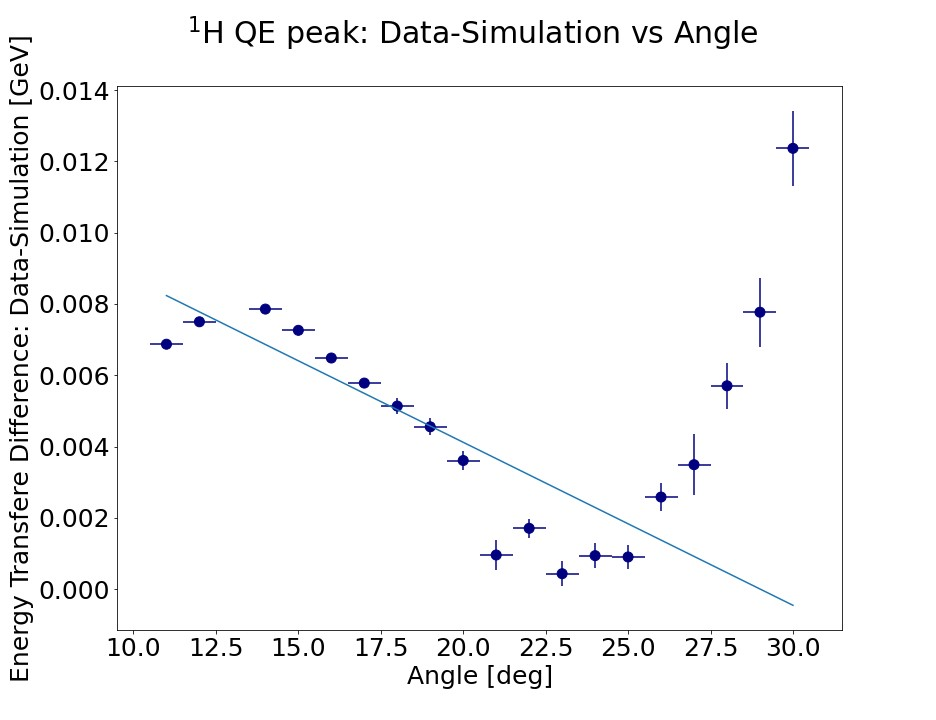 ¹H QE peak: Data-Simulation vs Angle
Energy Transfere Difference: Data-Simulation [GeV]
0.014
0.012
0.010
0.008
0.006
0.004
0.002
0.000
10.0 12.5 15.0 17.5 20.0 22.5 25.0 27.5 30.0
Angle [deg]